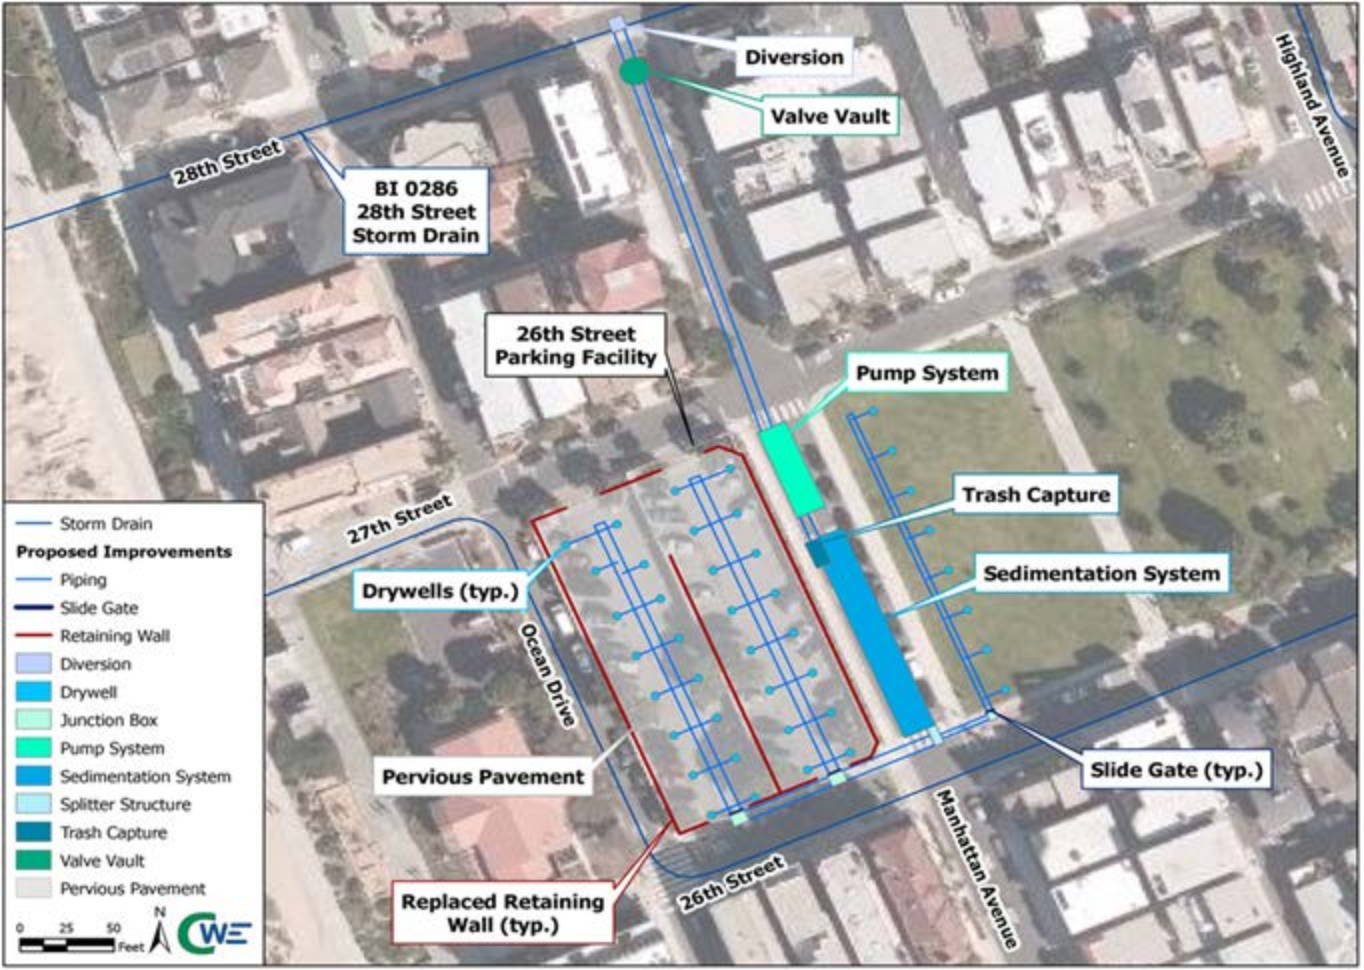 Diversion
Highland Avenue
Valve Vault
28th Street
BI 0286
28th Street
Storm Drain
26th Street
Parking Facility
Pump System
Trash Capture
27th Street
Sedimentation System
Drywells (typ.)
Ocean Drive
Pervious Pavement
Slide Gate (typ.)
Manhattan Avenue
26th Street
Replaced Retaining
Wall (typ.)
Storm Drain
Proposed Improvements
Piping
Slide Gate
Retaining Wall
Diversion
Drywell
Junction Box
Pump System
Sedimentation System
Splitter Structure
Trash Capture
Valve Vault
Pervious Pavement
0 25 50
Feet
N
CWE